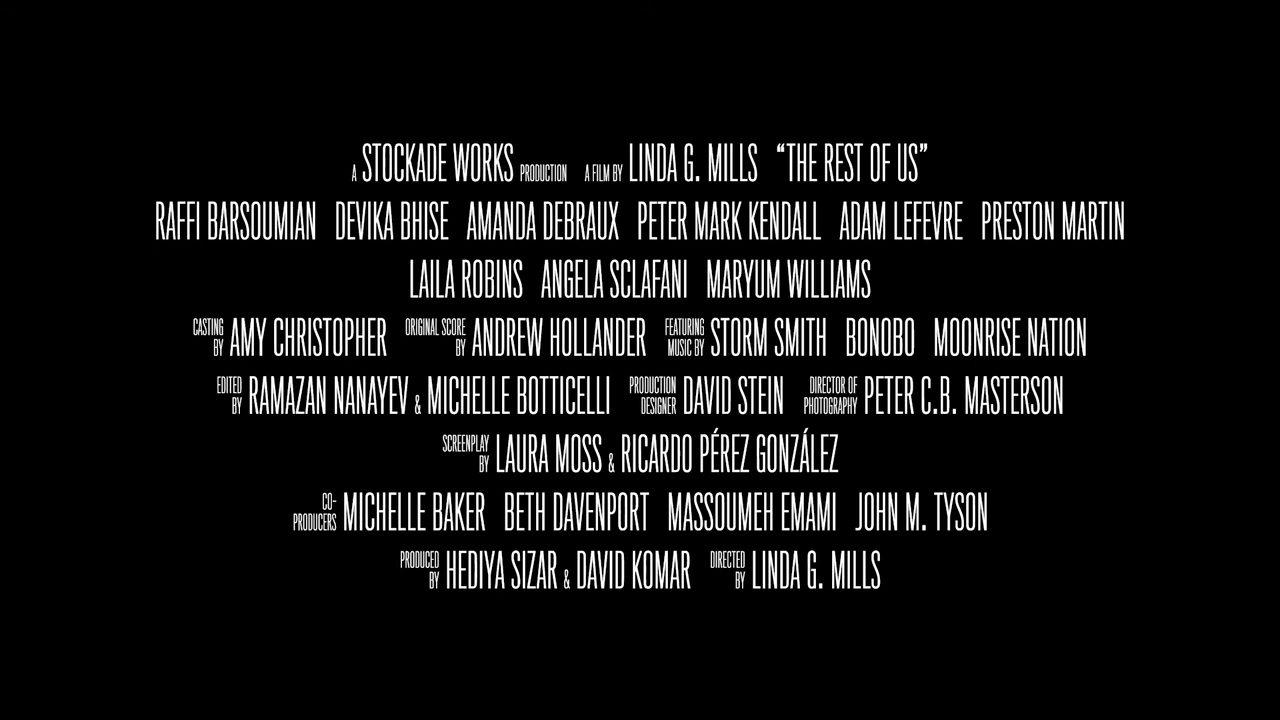 A STOCKADE WORKS PRODUCTION A FILM BY LINDA G. MILLS “THE REST OF US”
RAFFI BARSOUMIAN DEVIKA BHISE AMANDA DEBRAUX PETER MARK KENDALL ADAM LEFEVRE PRESTON MARTIN
LAILA ROBINS ANGELA SCLAFANI MARYUM WILLIAMS
CASTING BY AMY CHRISTOPHER ORIGINAL SCORE BY ANDREW HOLLANDER FEATURING MUSIC BY STORM SMITH BONOBO MOONRISE NATION
EDITED BY RAMAZAN NANAYEV & MICHELLE BOTTICELLI PRODUCTION DESIGNER DAVID STEIN DIRECTOR OF PHOTOGRAPHY PETER C.B. MASTERSON
SCREENPLAY BY LAURA MOSS & RICARDO PÉREZ GONZÁLEZ
CO-PRODUCERS MICHELLE BAKER BETH DAVENPORT MASSOUMEH EMAMI JOHN M. TYSON
PRODUCED BY HEDIYA SIZAR & DAVID KOMAR DIRECTED BY LINDA G. MILLS